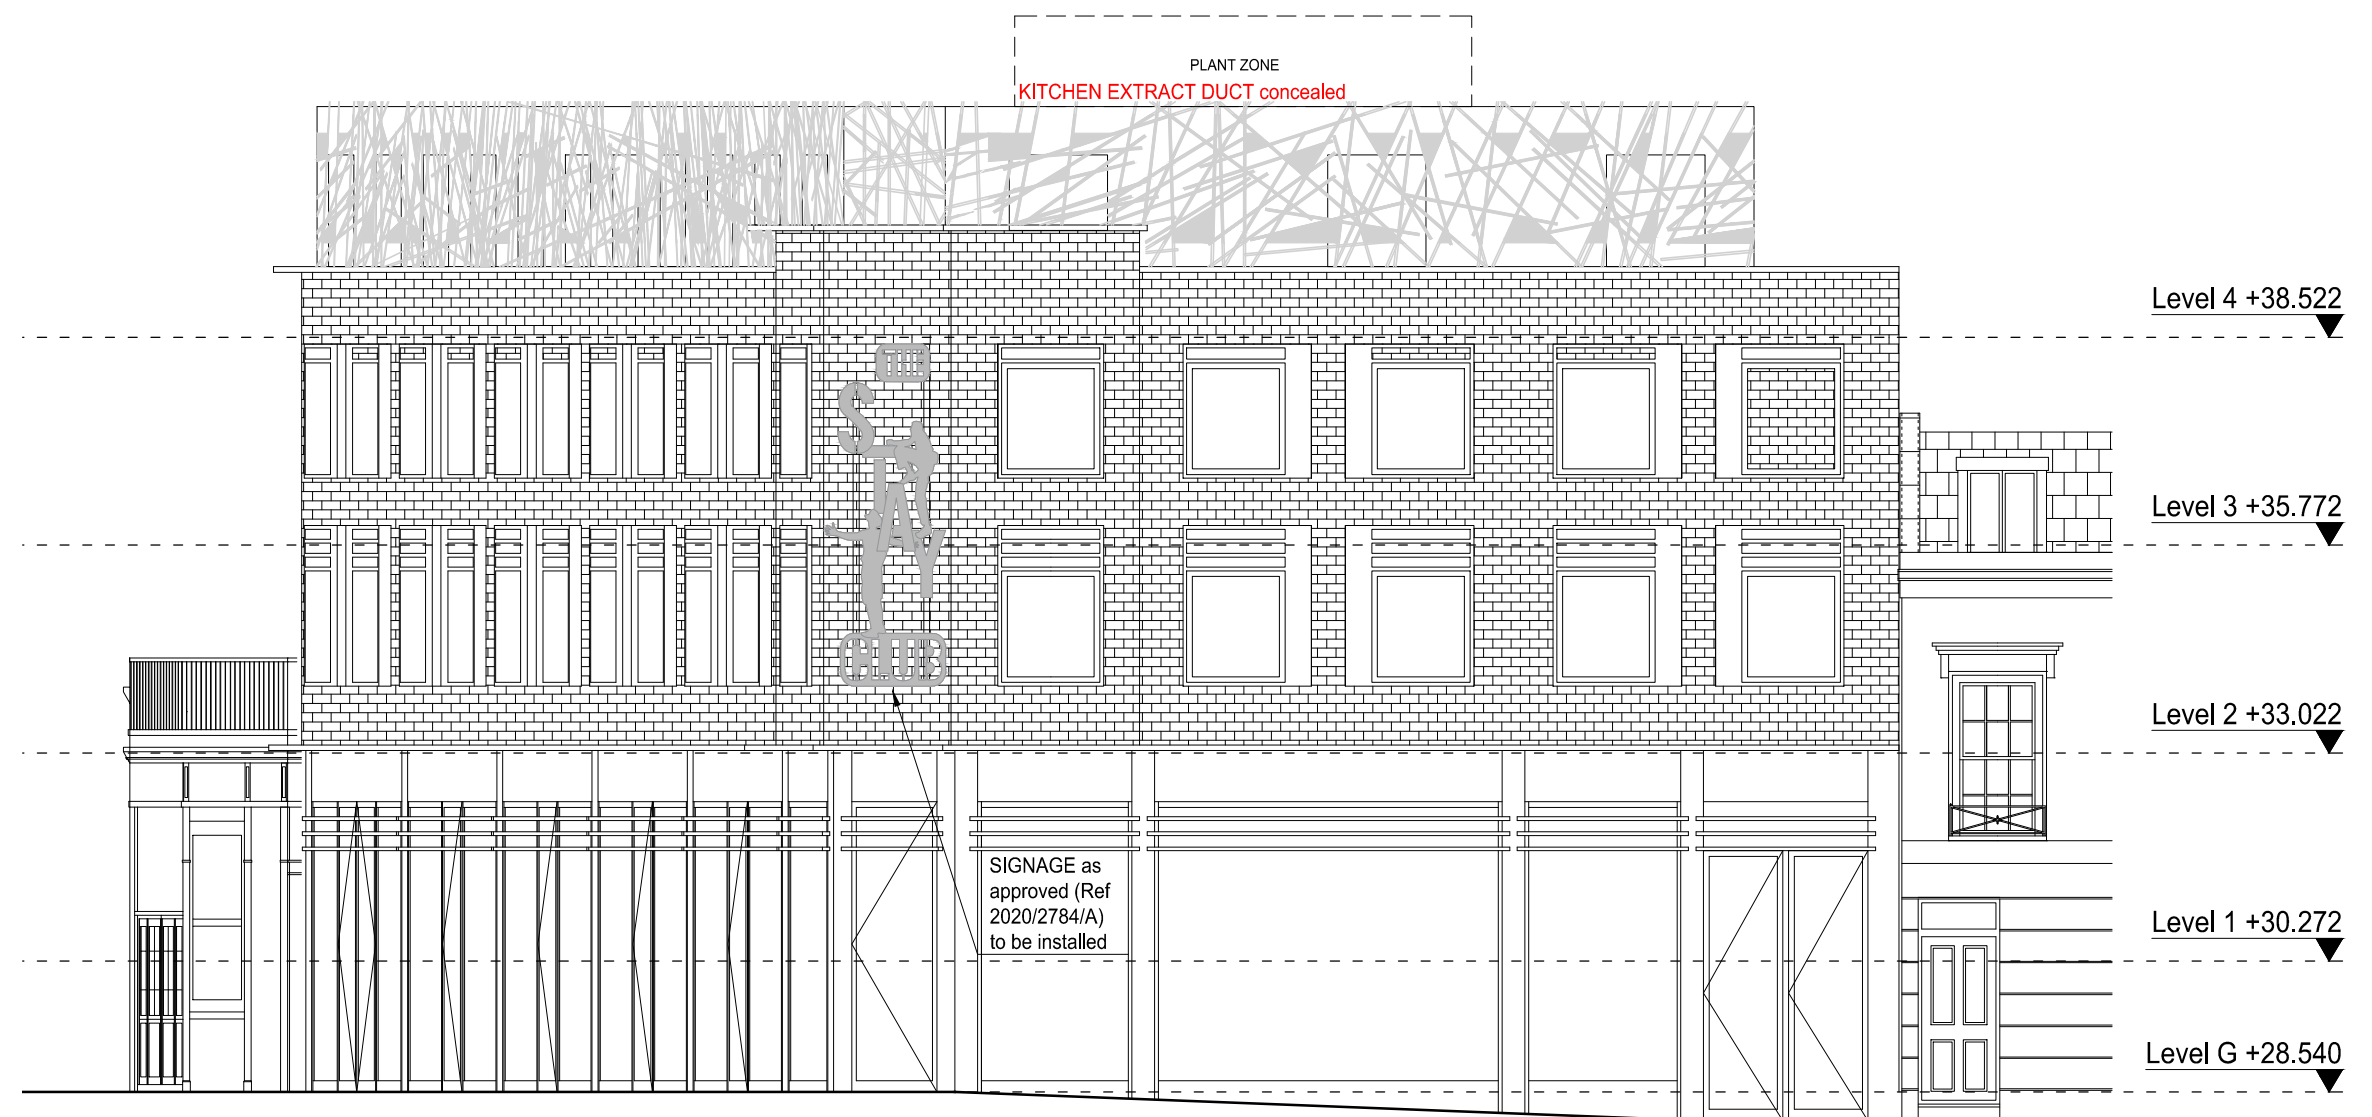 PLANT ZONE
KITCHEN EXTRACT DUCT concealed
Level 4 +38.522
THE
STAY
CLUB
Level 3 +35.772
Level 2 +33.022
SIGNAGE as
approved (Ref
2020/2784/A)
to be installed
Level 1 +30.272
Level G +28.540